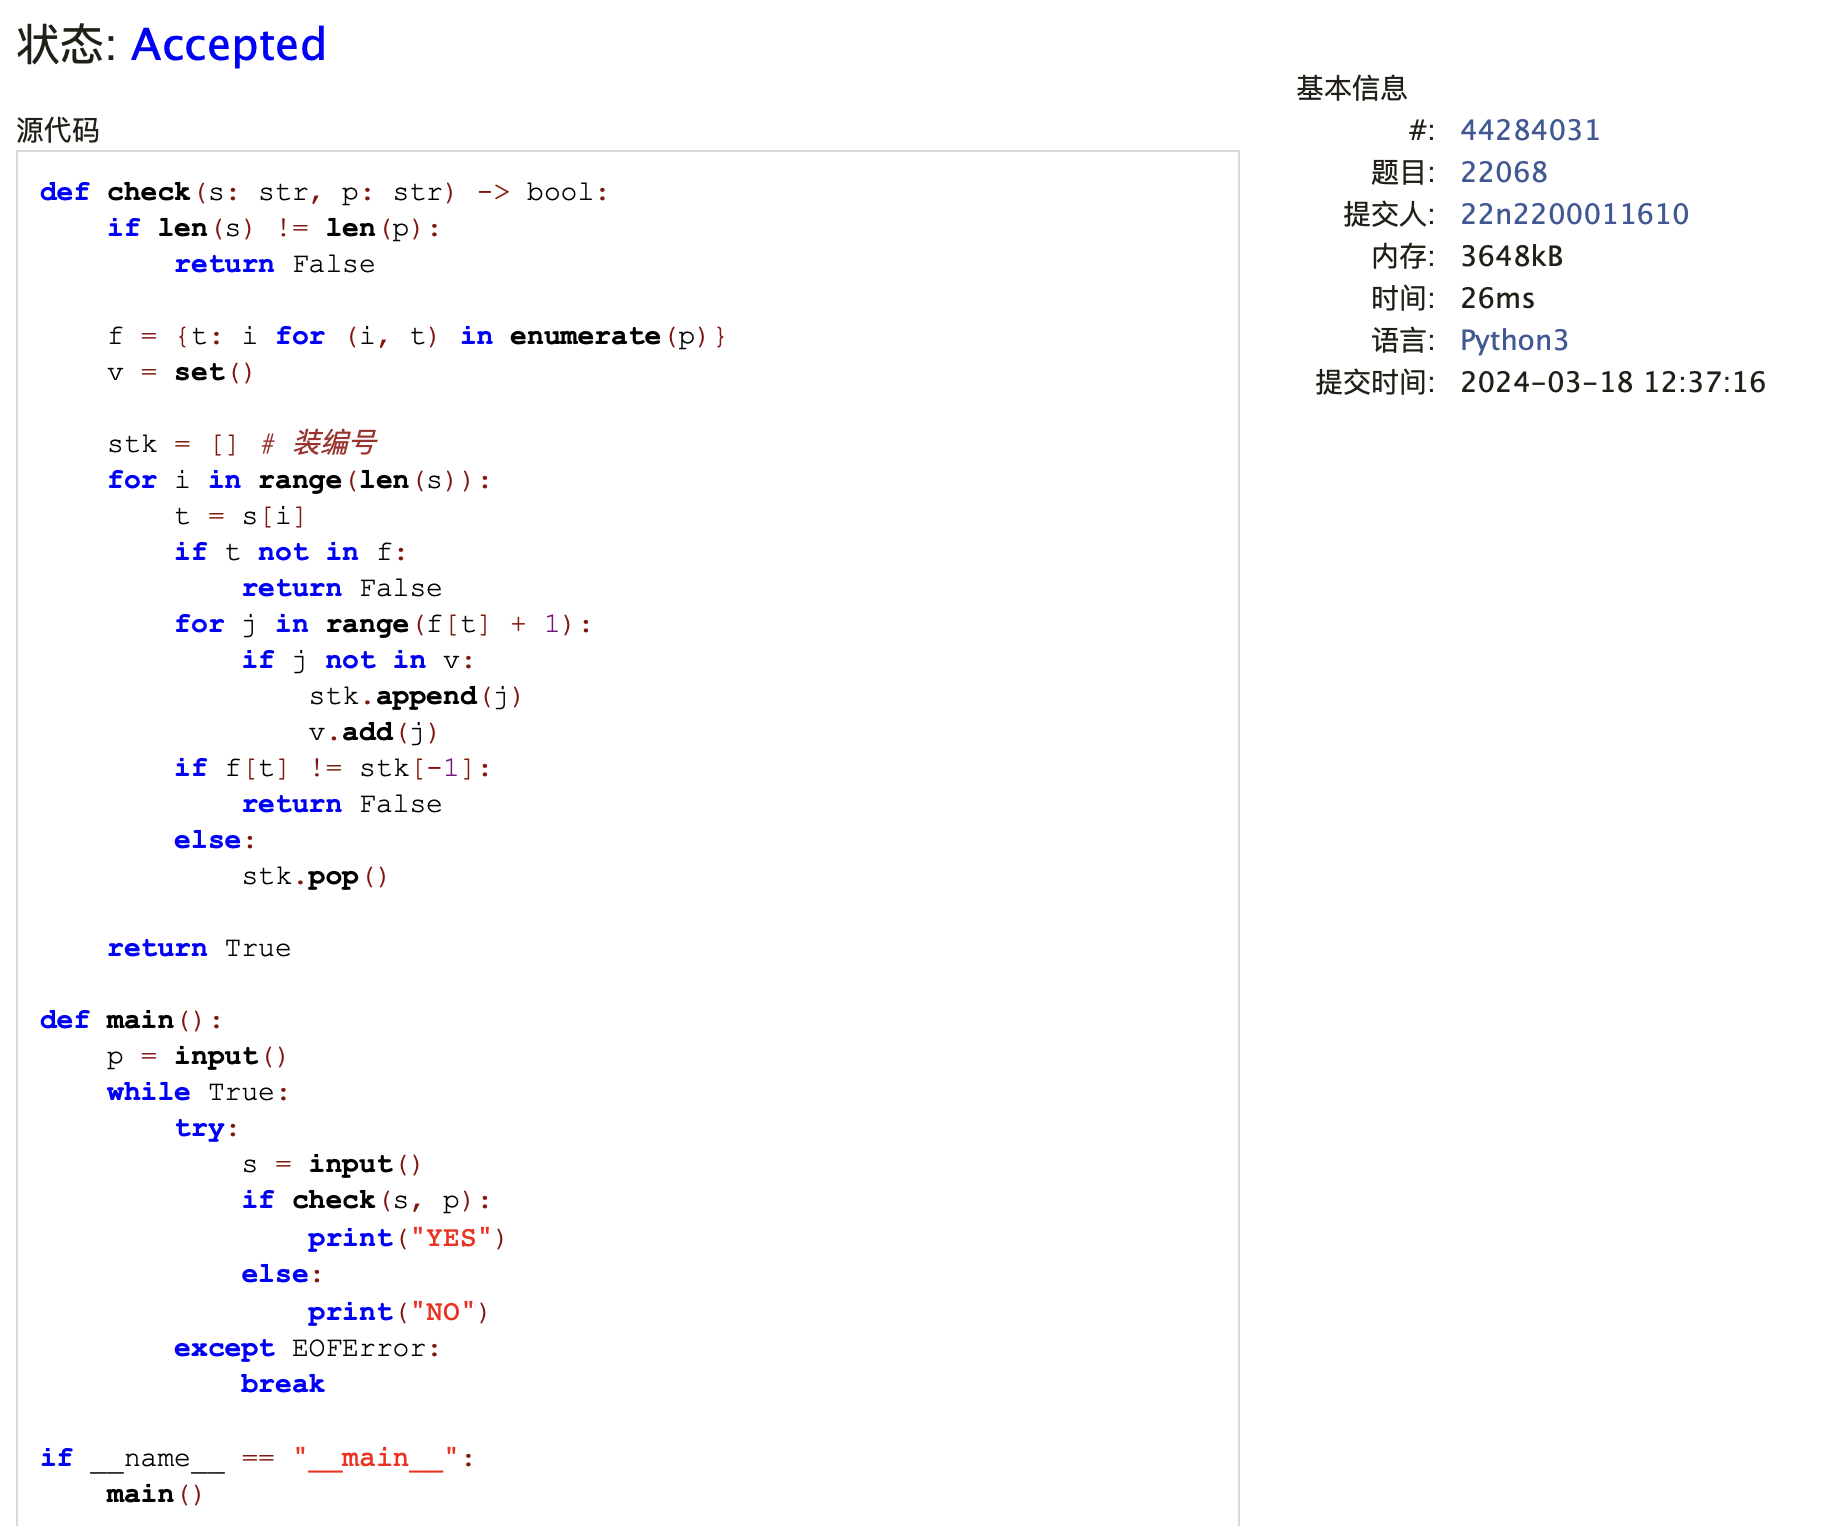 状态: Accepted
源代码
def check(s: str, p: str) -> bool:
    if len(s) != len(p):
        return False

    f = {t: i for (i, t) in enumerate(p)}
    v = set()

    stk = [] # 装编号
    for i in range(len(s)):
        t = s[i]
        if t not in f:
            return False
        for j in range(f[t] + 1):
            if j not in v:
                stk.append(j)
                v.add(j)
        if f[t] != stk[-1]:
            return False
        else:
            stk.pop()

    return True

def main():
    p = input()
    while True:
        try:
            s = input()
            if check(s, p):
                print("YES")
            else:
                print("NO")
        except EOFError:
            break

if __name__ == "__main__":
    main()
基本信息
#: 44284031
题目: 22068
提交人: 22n2200011610
内存: 3648kB
时间: 26ms
语言: Python3
提交时间: 2024-03-18 12:37:16